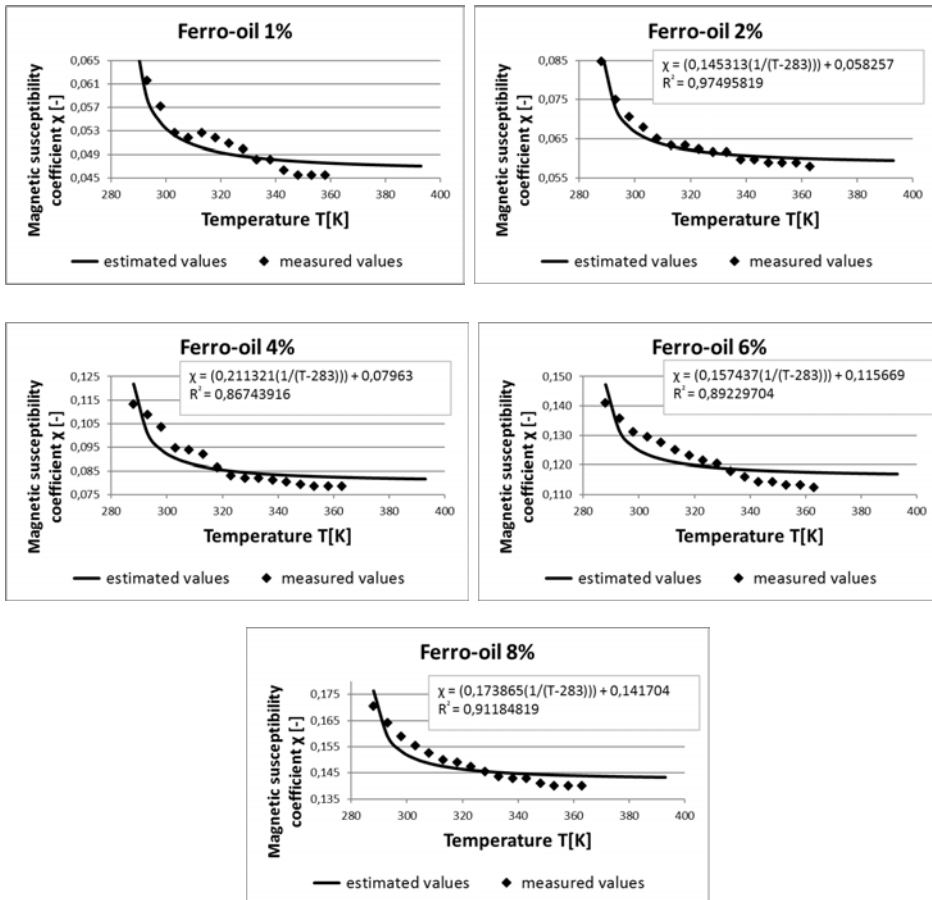 Ferro-oil 1%
Magnetic susceptibility
coefficient χ [-]
0,065
0,061
0,057
0,053
0,049
0,045
280 300 320 340 360 380 400
Temperature T[K]
estimated values measured values
Ferro-oil 2%
Magnetic susceptibility
coefficient χ [-]
0,085
0,075
0,065
0,055
χ = (0,145313(1/(T-283))) + 0,058257
R² = 0,97495819
280 300 320 340 360 380 400
Temperature T[K]
estimated values measured values
Ferro-oil 4%
Magnetic susceptibility
coefficient χ [-]
0,125
0,115
0,105
0,095
0,085
0,075
χ = (0,211321(1/(T-283))) + 0,07963
R² = 0,86743916
280 300 320 340 360 380 400
Temperature T[K]
estimated values measured values
Ferro-oil 6%
Magnetic susceptibility
coefficient χ [-]
0,150
0,140
0,130
0,120
0,110
χ = (0,157437(1/(T-283))) + 0,115669
R² = 0,89229704
280 300 320 340 360 380 400
Temperature T[K]
estimated values measured values
Ferro-oil 8%
Magnetic susceptibility
coefficient χ [-]
0,175
0,165
0,155
0,145
0,135
χ = (0,173865(1/(T-283))) + 0,141704
R² = 0,91184819
280 300 320 340 360 380 400
Temperature T[K]
estimated values measured values